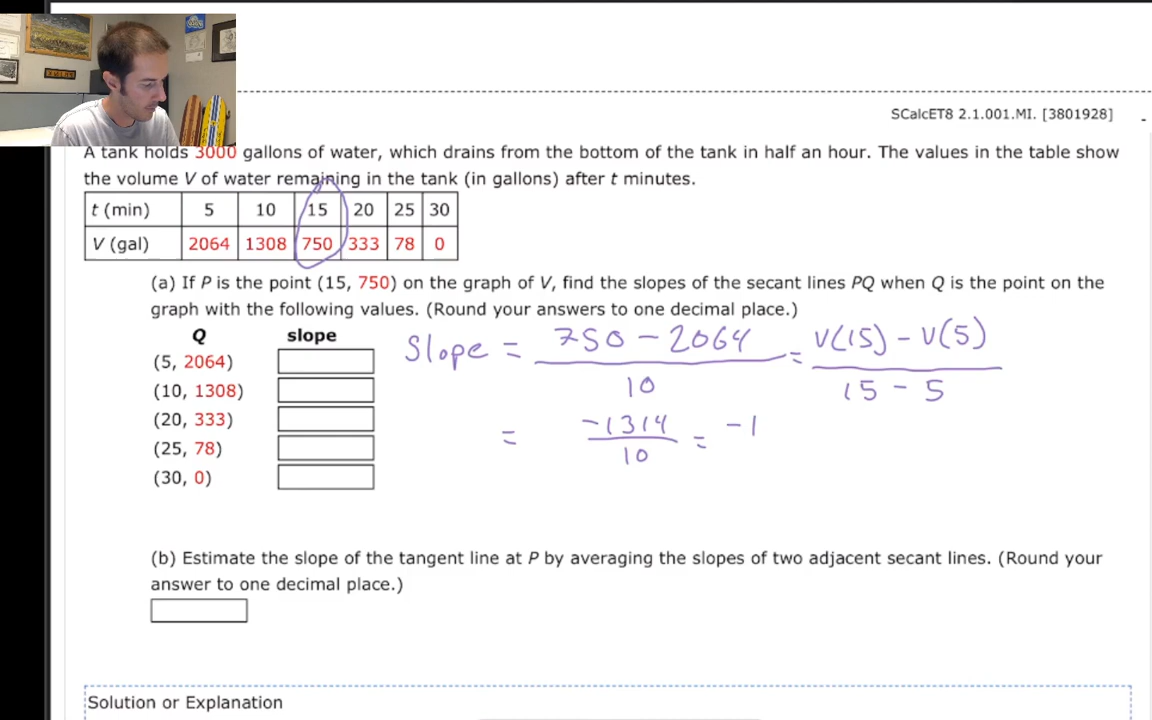 SCalcET8 2.1.001.MI. [3801928]
A tank holds 3000 gallons of water, which drains from the bottom of the tank in half an hour. The values in the table show
the volume V of water remaining in the tank (in gallons) after t minutes.
t (min) 5 10 15 20 25 30
V (gal) 2064 1308 750 333 78 0
(a) If P is the point (15, 750) on the graph of V, find the slopes of the secant lines PQ when Q is the point on the
graph with the following values. (Round your answers to one decimal place.)
Q slope
(5, 2064)
(10, 1308)
(20, 333)
(25, 78)
(30, 0)
Slope = 750 - 2064 / 10 = V(15) - V(5) / 15 - 5
= -1314 / 10 = -1
(b) Estimate the slope of the tangent line at P by averaging the slopes of two adjacent secant lines. (Round your
answer to one decimal place.)
Solution or Explanation